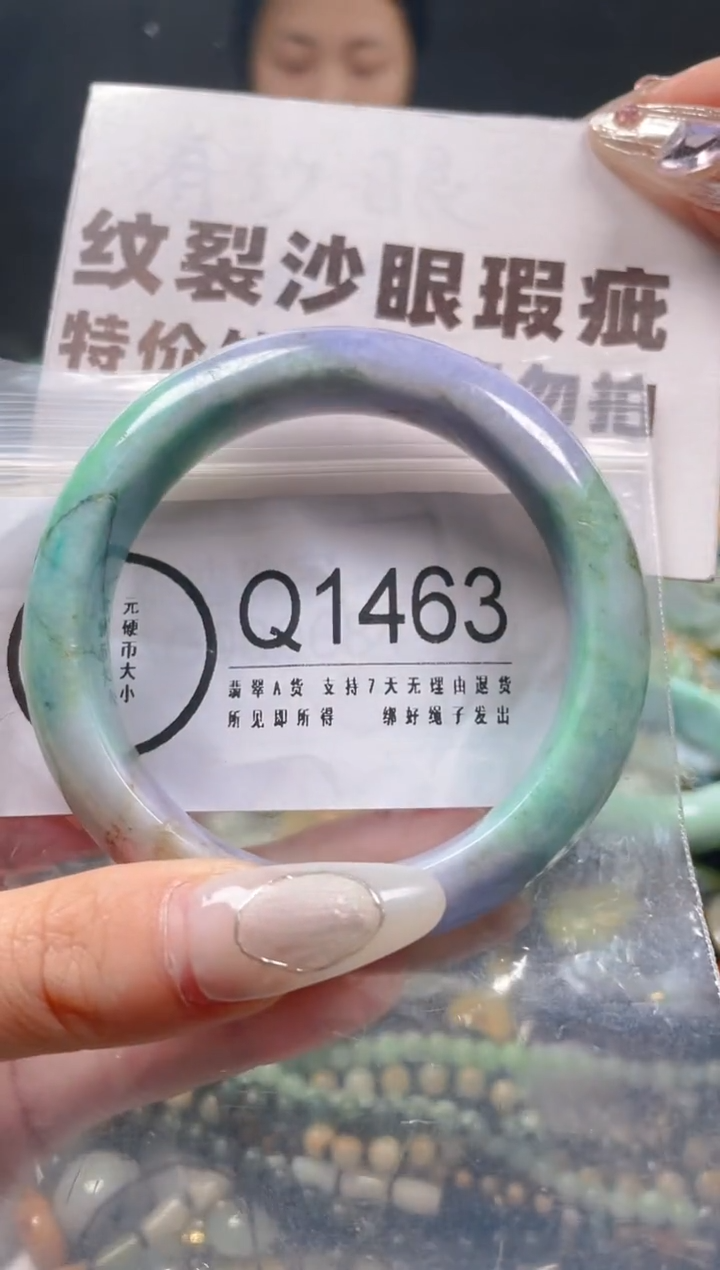 纹裂沙眼瑕疵
特价
勿拍
Q1463
元硬币大小
翡翠A货 支持7天无理由退货
所见即所得 绑好绳子发出